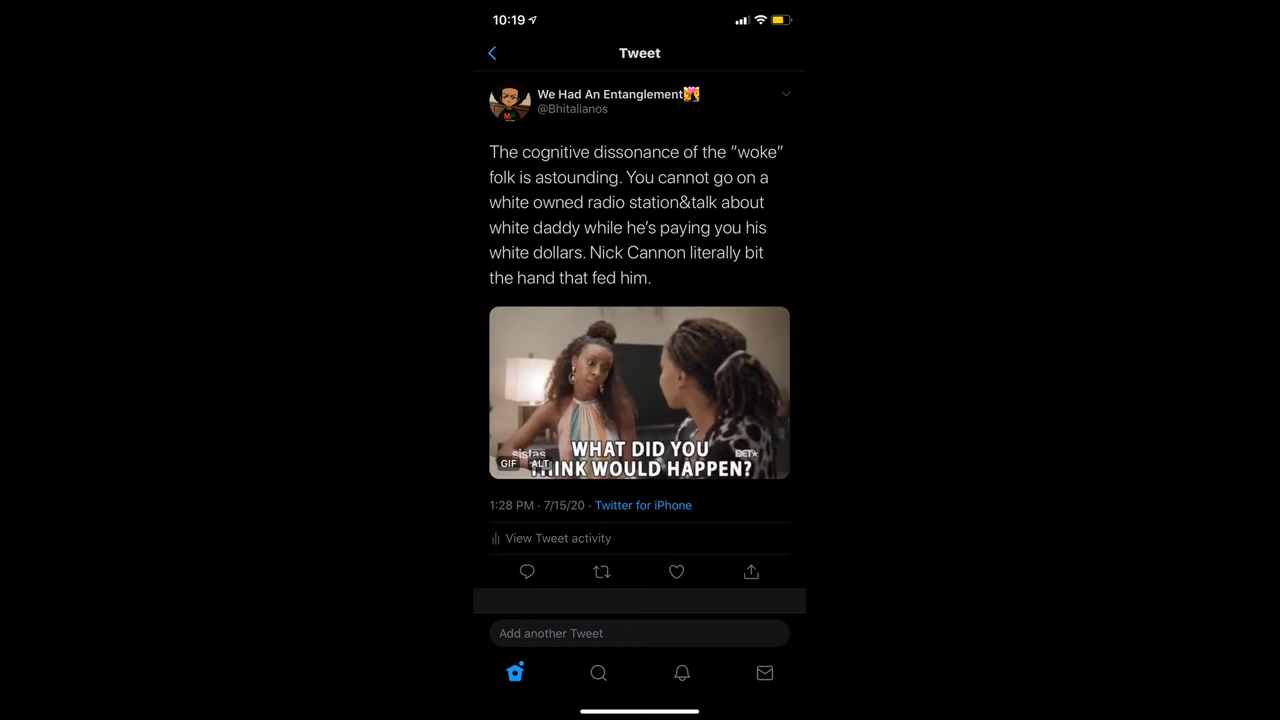 10:19
Tweet
We Had An Entanglement
@Bhitalianos
The cognitive dissonance of the “woke”
folk is astounding. You cannot go on a
white owned radio station&talk about
white daddy while he’s paying you his
white dollars. Nick Cannon literally bit
the hand that fed him.
WHAT DID YOU
sistas
BET
THINK WOULD HAPPEN?
GIF ALT
1:28 PM · 7/15/20 · Twitter for iPhone
View Tweet activity
Add another Tweet